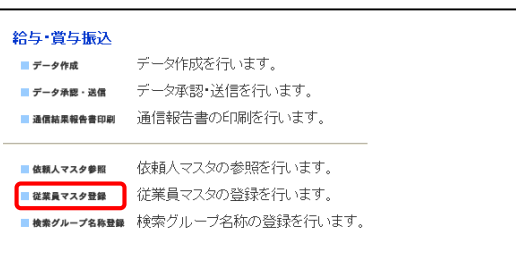 給与・賞与振込
データ作成 データ作成を行います。
データ承認・送信 データ承認・送信を行います。
通信結果報告書印刷 通信報告書の印刷を行います。
依頼人マスタ参照 依頼人マスタの参照を行います。
従業員マスタ登録 従業員マスタの登録を行います。
検索グループ名称登録 検索グループ名称の登録を行います。